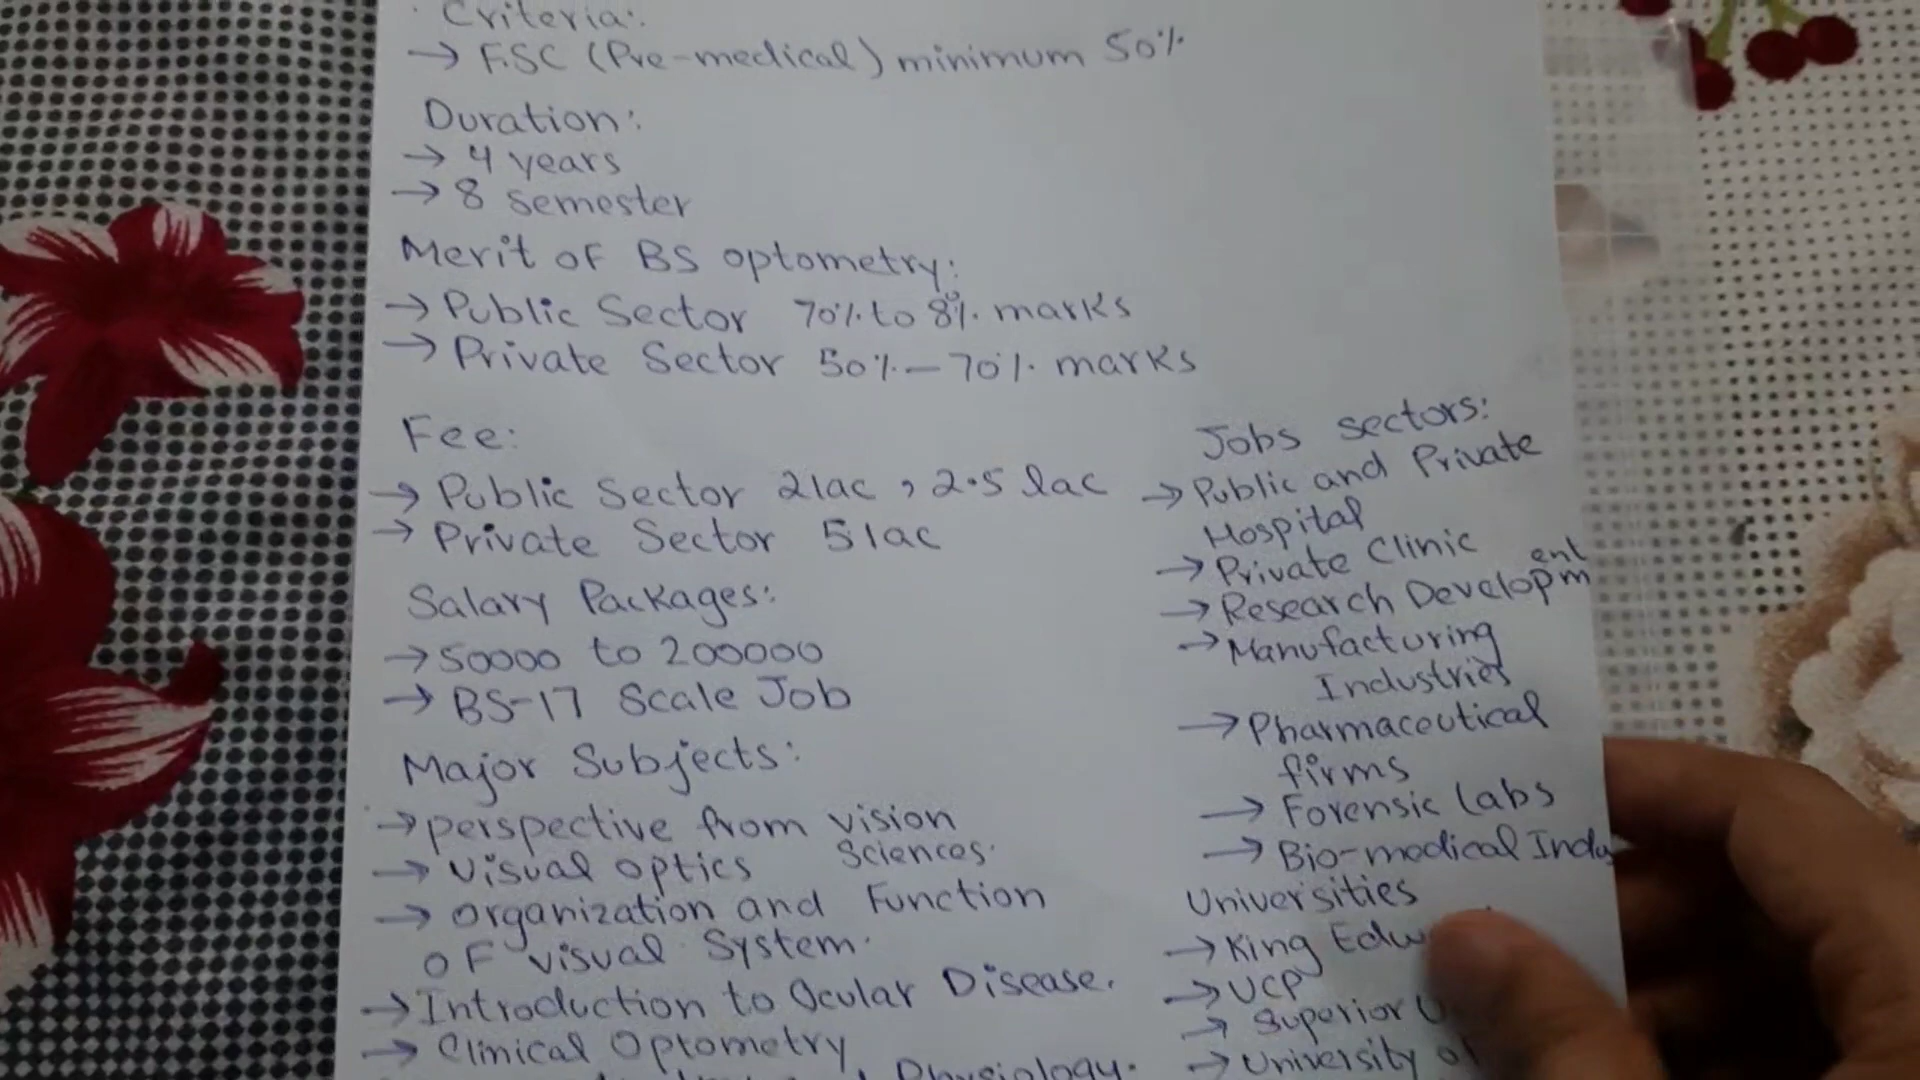 Criteria:
→ FSC (Pre-medical) minimum 50%
Duration:
→ 4 years
→ 8 Semester
Merit of BS optometry:
→ Public Sector 70% to 80% marks
→ Private Sector 50% – 70% marks
Fee:
→ Public Sector 2lac, 2.5 lac
→ Private Sector 5lac
Salary Packages:
→ 50000 to 200000
→ BS-17 Scale Job
Major Subjects:
→ perspective from vision
Sciences.
→ Visual optics
→ organization and Function
of visual System.
→ Introduction to Ocular Disease.
→ Clinical Optometry
Physiology.
Jobs sectors:
→ Public and Private
Hospital
→ Private Clinic
→ Research Development
→ Manufacturing
Industries
→ Pharmaceutical
firms
→ Forensic Labs
→ Bio-medical
Universities
→ King
→ UCP
→ Superior
→ University of